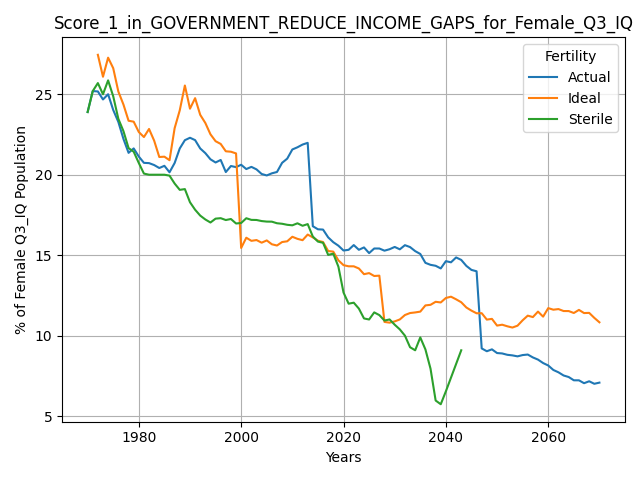 Score_1_in_GOVERNMENT_REDUCE_INCOME_GAPS_for_Female_Q3_IQ
% of Female Q3_IQ Population
25
20
15
10
5
Fertility
Actual
Ideal
Sterile
1980
2000
2020
2040
2060
Years